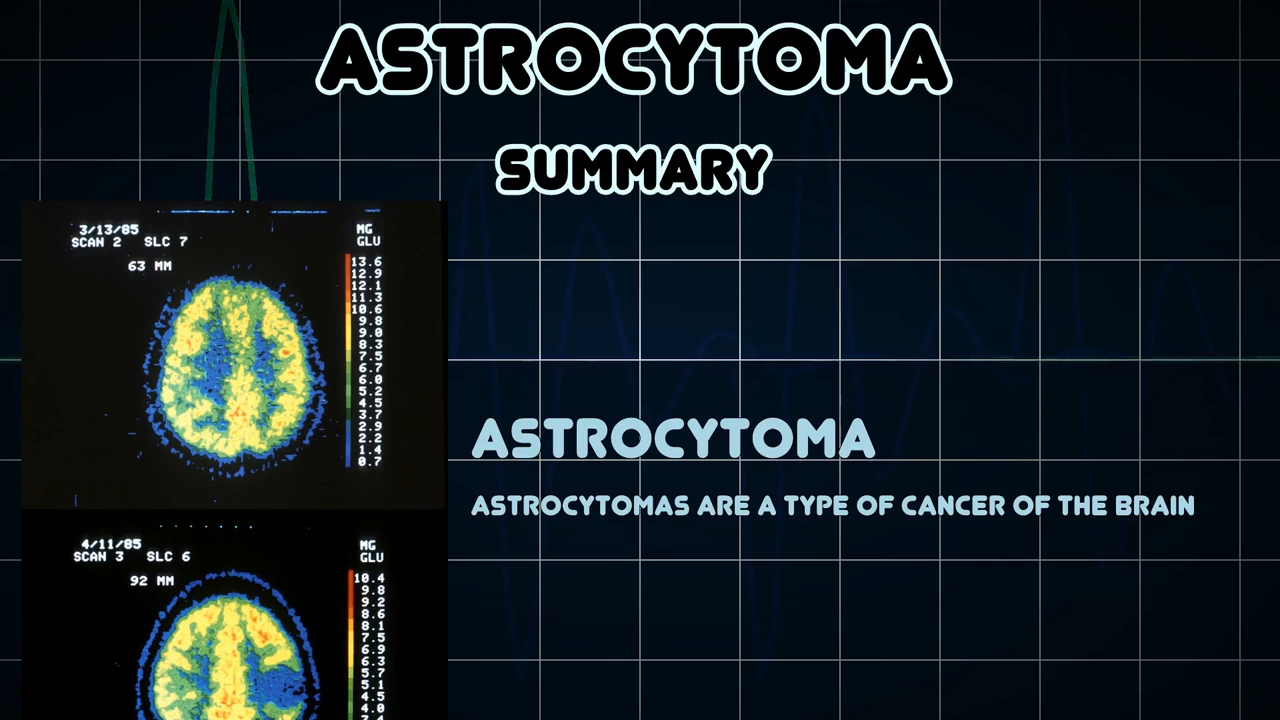 ASTROCYTOMA
SUMMARY
3/13/85
SCAN 2 SLC 7
63 MM
MG
GLU
13.6
12.9
12.1
11.3
10.6
9.8
9.0
8.3
7.5
6.7
6.0
5.2
4.5
3.7
2.9
2.2
1.4
0.7
ASTROCYTOMA
ASTROCYTOMAS ARE A TYPE OF CANCER OF THE BRAIN
4/11/85
SCAN 3 SLC 6
92 MM
MG
GLU
10.4
9.8
9.2
8.6
8.1
7.5
6.9
6.3
5.7
5.1
4.5
4.0